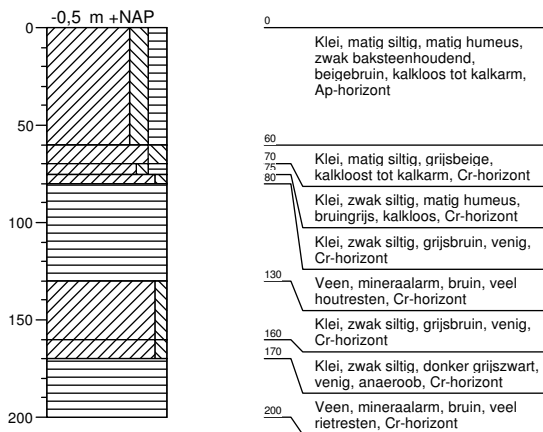 -0,5 m +NAP
0
50
100
150
200
0
Klei, matig siltig, matig humeus,
zwak baksteenhoudend,
beigebruin, kalkloos tot kalkarm,
Ap-horizont
60
70
Klei, matig siltig, grijsbeige,
kalkloost tot kalkarm, Cr-horizont
75
80
Klei, zwak siltig, matig humeus,
bruingrijs, kalkloos, Cr-horizont
Klei, zwak siltig, grijsbruin, venig,
Cr-horizont
130
Veen, mineraalarm, bruin, veel
houtresten, Cr-horizont
160
Klei, zwak siltig, grijsbruin, venig,
Cr-horizont
170
Klei, zwak siltig, donker grijszwart,
venig, anaeroob, Cr-horizont
200
Veen, mineraalarm, bruin, veel
rietresten, Cr-horizont